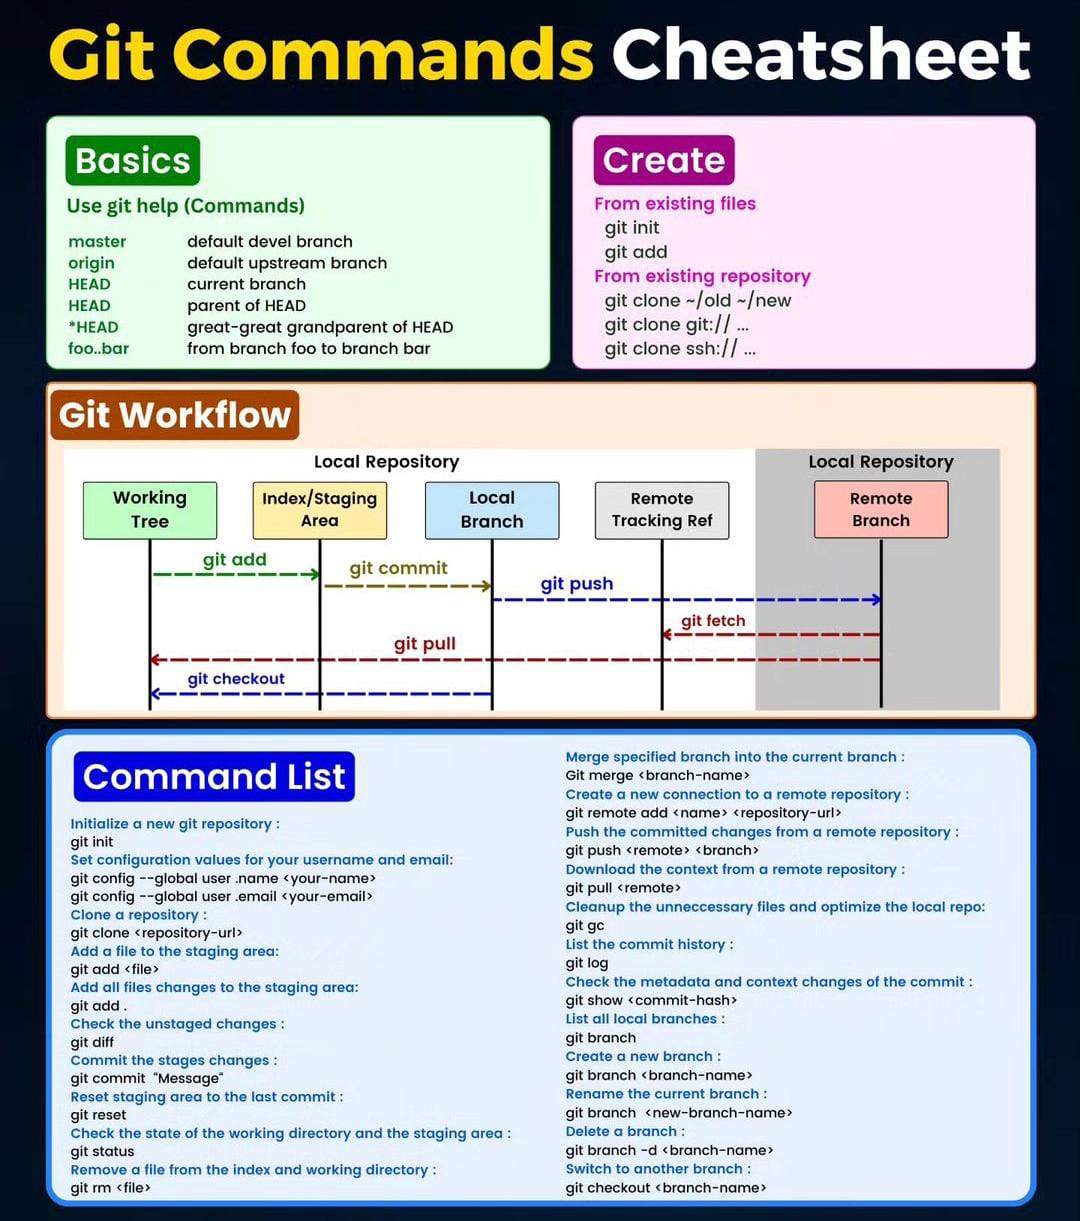 Git Commands Cheatsheet
Basics
Use git help (Commands)
master default devel branch
origin default upstream branch
HEAD current branch
HEAD parent of HEAD
*HEAD great-great grandparent of HEAD
foo..bar from branch foo to branch bar
Create
From existing files
git init
git add
From existing repository
git clone ~/old ~/new
git clone git:// ...
git clone ssh:// ...
Git Workflow
Local Repository
Local Repository
Working
Tree
Index/Staging
Area
Local
Branch
Remote
Tracking Ref
Remote
Branch
git add
git commit
git push
git fetch
git pull
git checkout
Command List
Initialize a new git repository :
git init
Set configuration values for your username and email:
git config --global user .name <your-name>
git config --global user .email <your-email>
Clone a repository :
git clone <repository-url>
Add a file to the staging area:
git add <file>
Add all files changes to the staging area:
git add .
Check the unstaged changes :
git diff
Commit the stages changes :
git commit "Message"
Reset staging area to the last commit :
git reset
Check the state of the working directory and the staging area :
git status
Remove a file from the index and working directory :
git rm <file>
Merge specified branch into the current branch :
Git merge <branch-name>
Create a new connection to a remote repository :
git remote add <name> <repository-url>
Push the committed changes from a remote repository :
git push <remote> <branch>
Download the context from a remote repository :
git pull <remote>
Cleanup the unneccessary files and optimize the local repo:
git gc
List the commit history :
git log
Check the metadata and context changes of the commit :
git show <commit-hash>
List all local branches :
git branch
Create a new branch :
git branch <branch-name>
Rename the current branch :
git branch <new-branch-name>
Delete a branch :
git branch -d <branch-name>
Switch to another branch :
git checkout <branch-name>